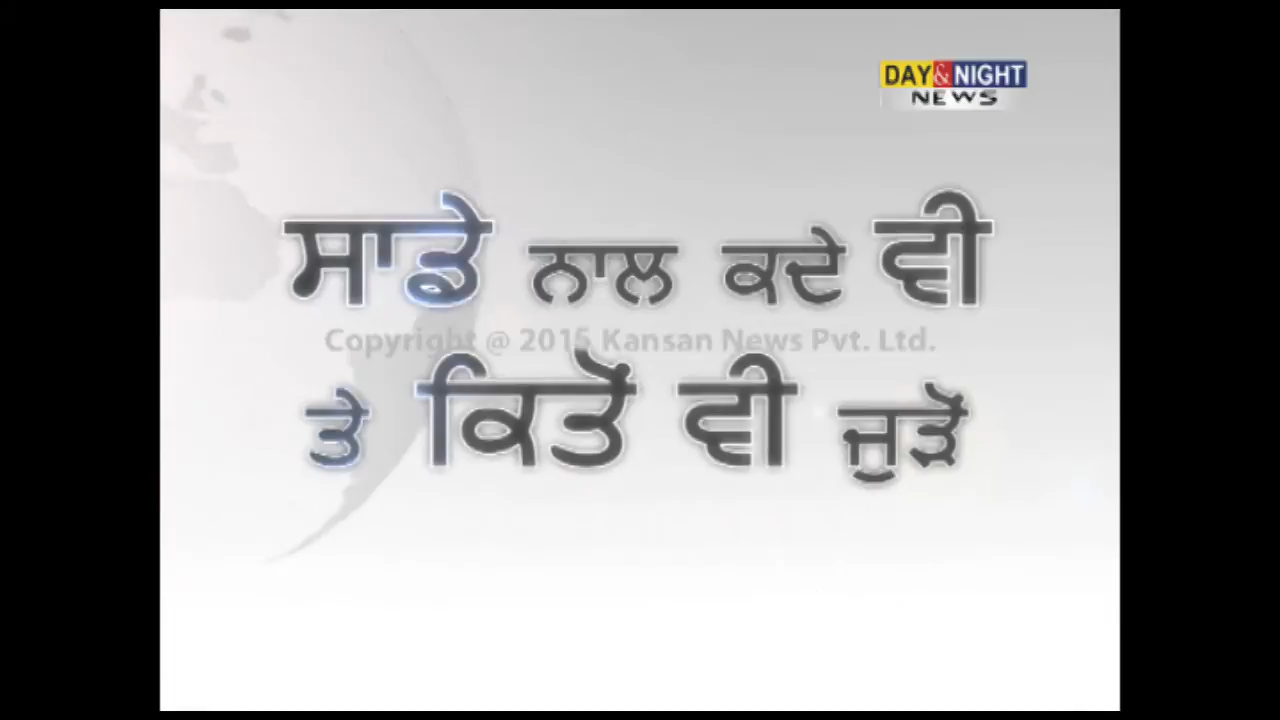 DAY & NIGHT
NEWS
ਸਾਡੇ ਨਾਲ ਕਦੇ ਵੀ
Copyright @ 2015 Kansan News Pvt. Ltd.
ਤੇ ਕਿਤੋਂ ਵੀ ਜੁੜੋਂ